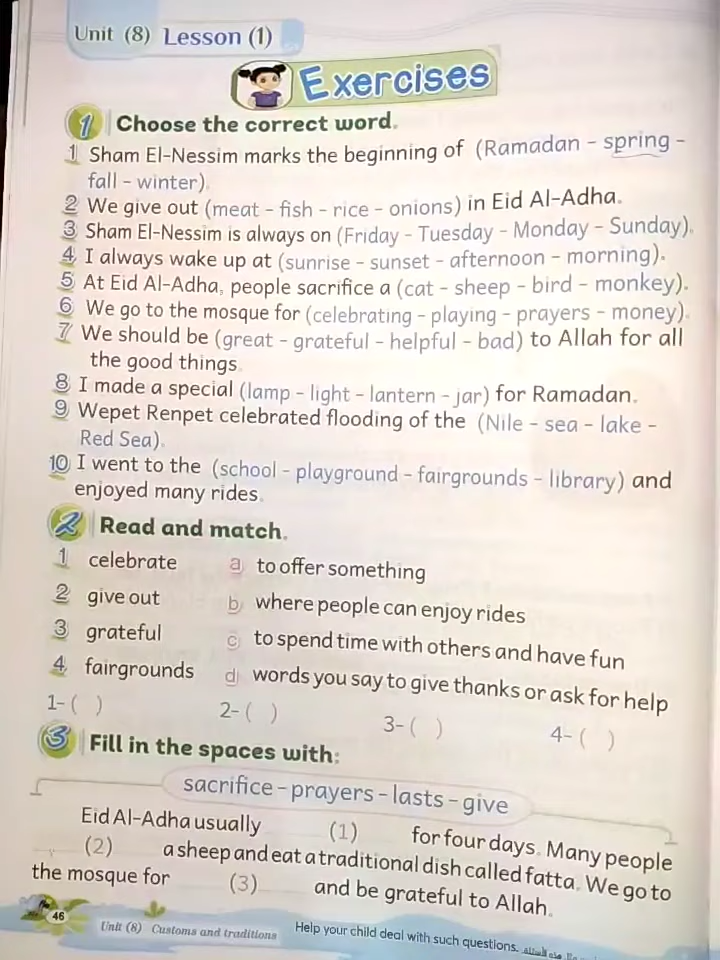 Unit (8) Lesson (1)
Exercises
1 Choose the correct word.
1 Sham El-Nessim marks the beginning of (Ramadan - spring -
fall - winter).
2 We give out (meat - fish - rice - onions) in Eid Al-Adha.
3 Sham El-Nessim is always on (Friday - Tuesday - Monday - Sunday).
4 I always wake up at (sunrise - sunset - afternoon - morning).
5 At Eid Al-Adha, people sacrifice a (cat - sheep - bird - monkey).
6 We go to the mosque for (celebrating - playing - prayers - money).
7 We should be (great - grateful - helpful - bad) to Allah for all
the good things.
8 I made a special (lamp - light - lantern - jar) for Ramadan.
9 Wepet Renpet celebrated flooding of the (Nile - sea - lake -
Red Sea).
10 I went to the (school - playground - fairgrounds - library) and
enjoyed many rides.
2 Read and match.
1 celebrate a to offer something
2 give out b where people can enjoy rides
3 grateful c to spend time with others and have fun
4 fairgrounds d words you say to give thanks or ask for help
1- ( ) 2- ( ) 3- ( ) 4- ( )
3 Fill in the spaces with:
sacrifice - prayers - lasts - give
Eid Al-Adha usually (1) for four days. Many people
(2) a sheep and eat a traditional dish called fatta. We go to
the mosque for (3) and be grateful to Allah.
46 Unit (8) Customs and traditions Help your child deal with such questions.